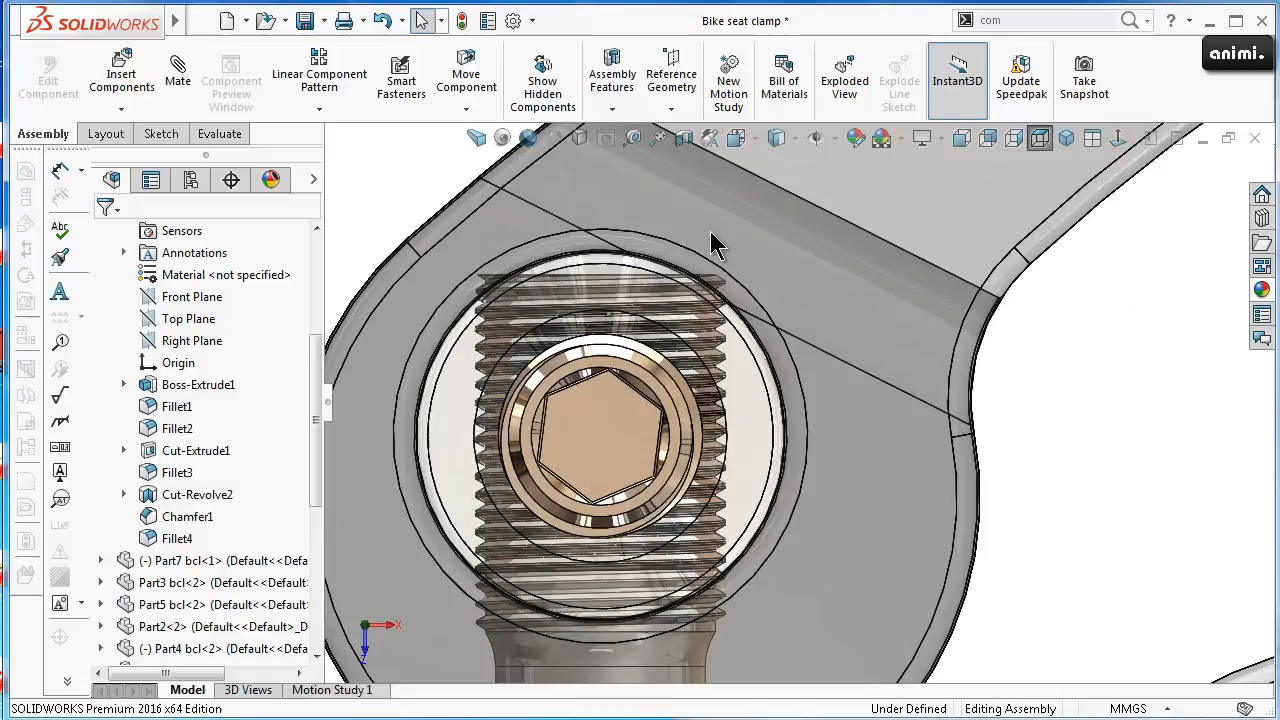 SOLIDWORKS
Bike seat clamp *
com
animi.
Edit
Component
Insert
Components
Mate
Component
Preview
Window
Linear Component
Pattern
Smart
Fasteners
Move
Component
Show
Hidden
Components
Assembly
Features
Reference
Geometry
New
Motion
Study
Bill of
Materials
Exploded
View
Explode
Line
Sketch
Instant3D
Update
Speedpak
Take
Snapshot
Assembly
Layout
Sketch
Evaluate
Sensors
Annotations
Material <not specified>
Front Plane
Top Plane
Right Plane
Origin
Boss-Extrude1
Fillet1
Fillet2
Cut-Extrude1
Fillet3
Cut-Revolve2
Chamfer1
Fillet4
(-) Part7 bcl<1> (Default<<Defa
Part3 bcl<2> (Default<<Default
Part5 bcl<2> (Default<<Default
Part2<2> (Default<<Default>_D
(-) Part4 bcl<2> (Default<<Defa
X
Z
Model
3D Views
Motion Study 1
SOLIDWORKS Premium 2016 x64 Edition
Under Defined
Editing Assembly
MMGS